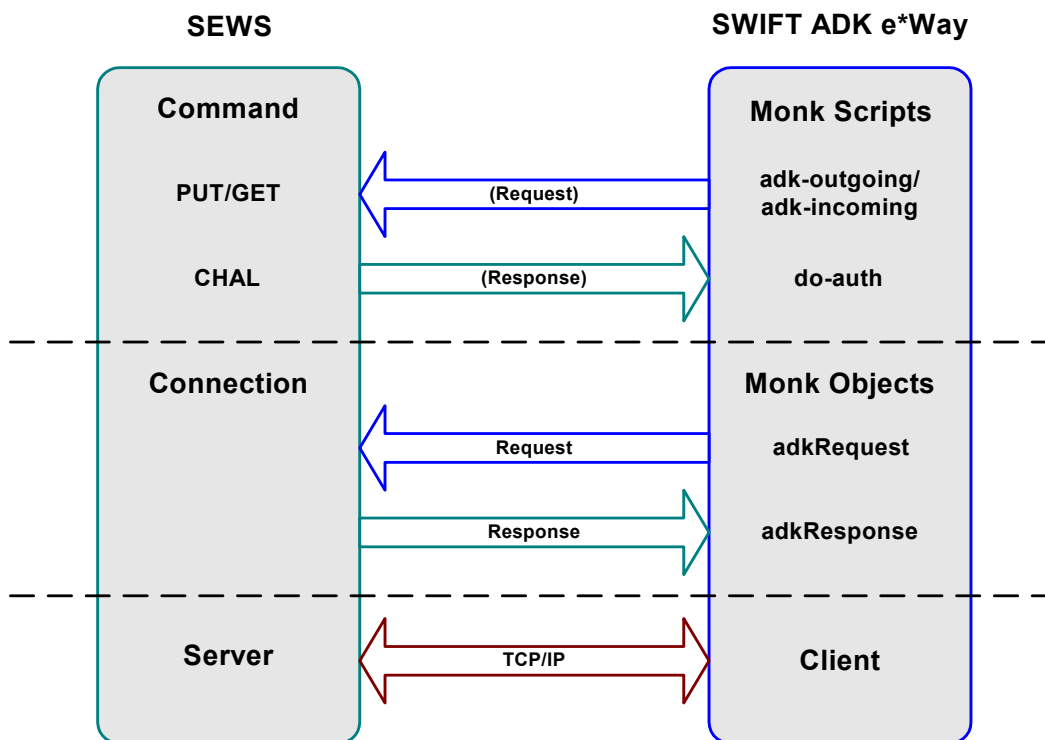 SEWS
SWIFT ADK e*Way
Command
Monk Scripts
PUT/GET
(Request)
adk-outgoing/
adk-incoming
CHAL
(Response)
do-auth
Connection
Monk Objects
Request
adkRequest
Response
adkResponse
Server
TCP/IP
Client